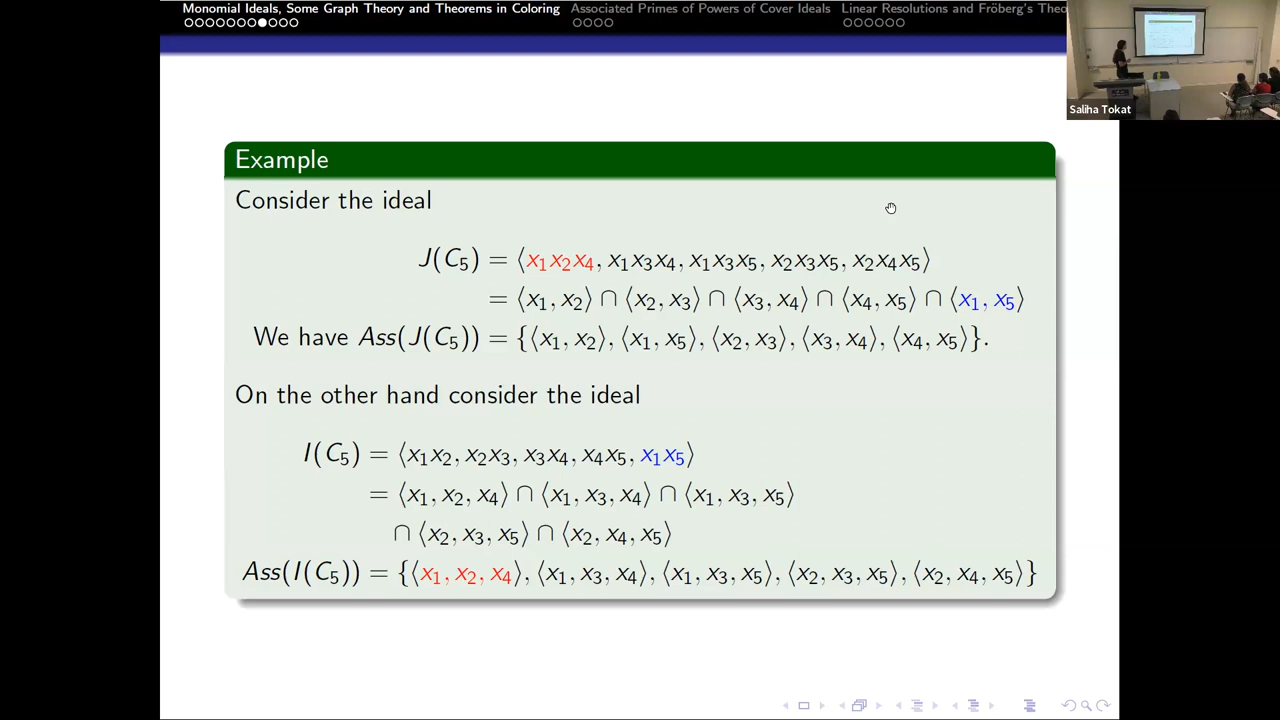 Monomial Ideals, Some Graph Theory and Theorems in Coloring
Associated Primes of Powers of Cover Ideals
Linear Resolutions and Fröberg's Theo
Saliha Tokat
Example
Consider the ideal
J(C₅) = ⟨x₁x₂x₄, x₁x₃x₄, x₁x₃x₅, x₂x₃x₅, x₂x₄x₅⟩
= ⟨x₁, x₂⟩ ∩ ⟨x₂, x₃⟩ ∩ ⟨x₃, x₄⟩ ∩ ⟨x₄, x₅⟩ ∩ ⟨x₁, x₅⟩
We have Ass(J(C₅)) = {⟨x₁, x₂⟩, ⟨x₁, x₅⟩, ⟨x₂, x₃⟩, ⟨x₃, x₄⟩, ⟨x₄, x₅⟩}.
On the other hand consider the ideal
I(C₅) = ⟨x₁x₂, x₂x₃, x₃x₄, x₄x₅, x₁x₅⟩
= ⟨x₁, x₂, x₄⟩ ∩ ⟨x₁, x₃, x₄⟩ ∩ ⟨x₁, x₃, x₅⟩
∩ ⟨x₂, x₃, x₅⟩ ∩ ⟨x₂, x₄, x₅⟩
Ass(I(C₅)) = {⟨x₁, x₂, x₄⟩, ⟨x₁, x₃, x₄⟩, ⟨x₁, x₃, x₅⟩, ⟨x₂, x₃, x₅⟩, ⟨x₂, x₄, x₅⟩}